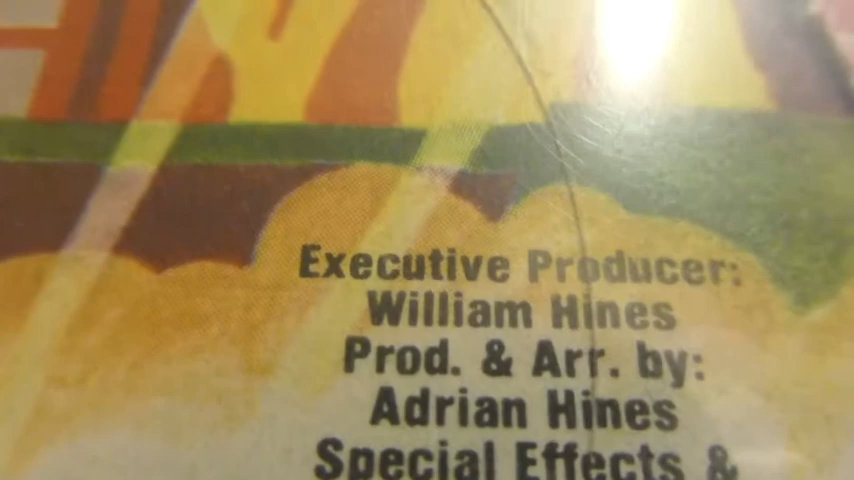 Executive Producer:
William Hines
Prod. & Arr. by:
Adrian Hines
Special Effects &